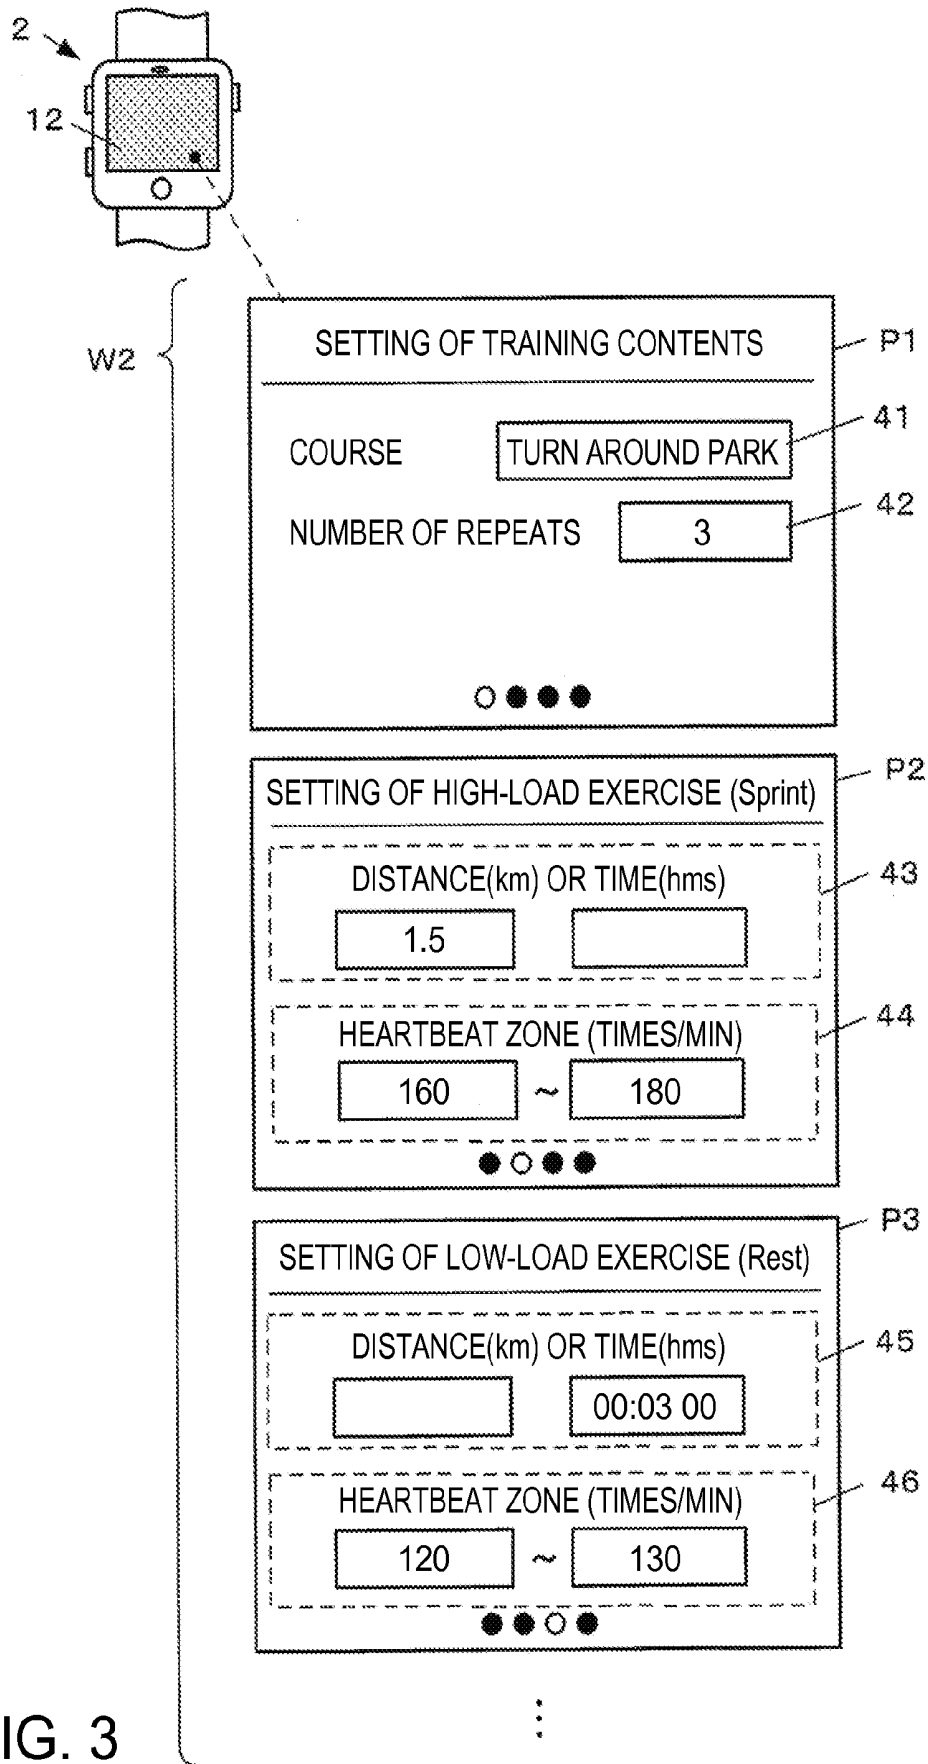 2
12
W2
SETTING OF TRAINING CONTENTS
P1
COURSE
TURN AROUND PARK
41
NUMBER OF REPEATS
3
42
SETTING OF HIGH-LOAD EXERCISE (Sprint)
P2
DISTANCE(km) OR TIME(hms)
43
1.5
HEARTBEAT ZONE (TIMES/MIN)
44
160 ~ 180
SETTING OF LOW-LOAD EXERCISE (Rest)
P3
DISTANCE(km) OR TIME(hms)
45
00:03 00
HEARTBEAT ZONE (TIMES/MIN)
46
120 ~ 130
IG. 3